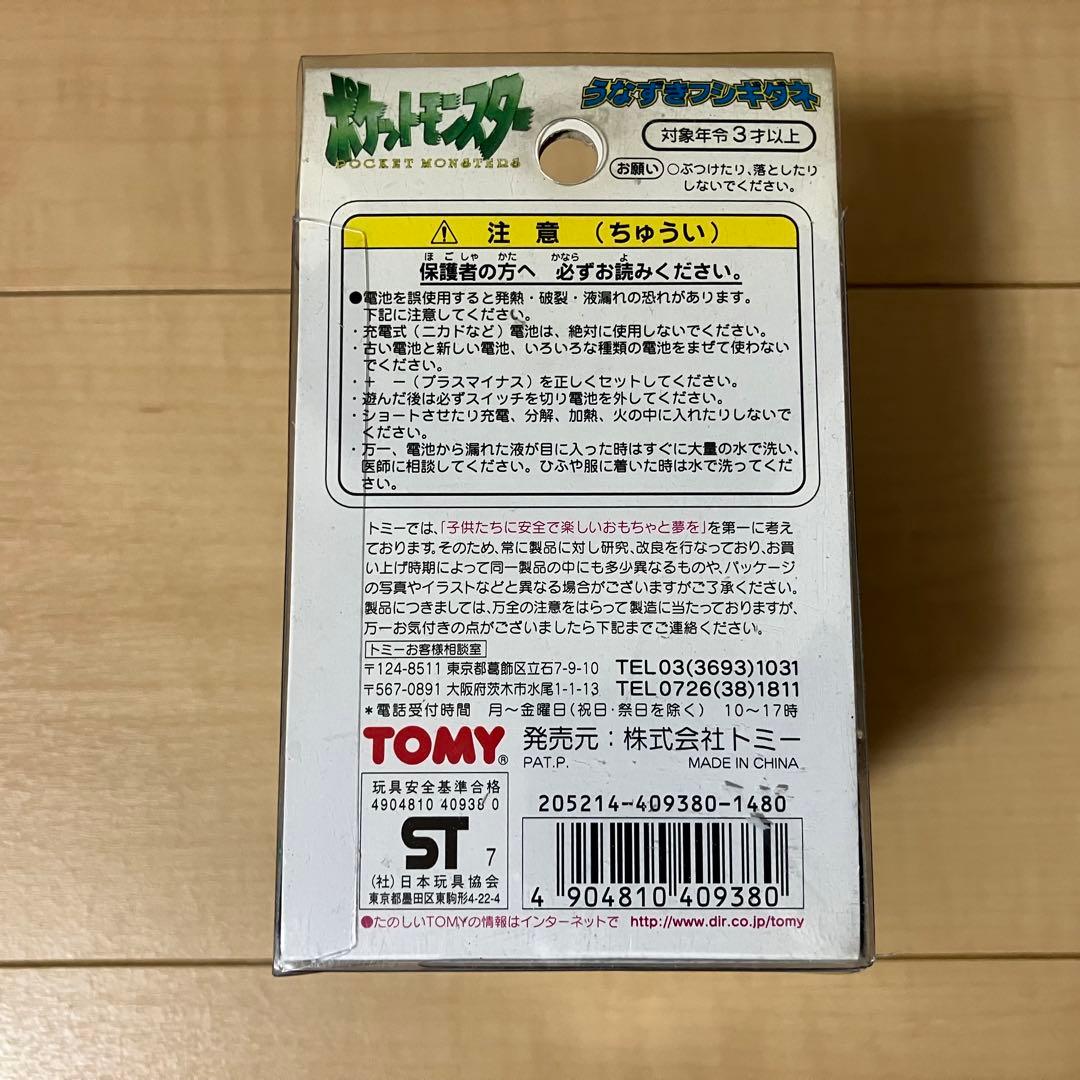 ポケットモンスター
POCKET MONSTERS
うなずきフシギダネ
対象年令3才以上
お願い ○ぶつけたり、落としたり
しないでください。
⚠ 注意（ちゅうい）
ほごしゃ かた かなら よ
保護者の方へ 必ずお読みください。
●電池を誤使用すると発熱・破裂・液漏れの恐れがあります。
下記に注意してください。
・充電式（ニカドなど）電池は、絶対に使用しないでください。
・古い電池と新しい電池、いろいろな種類の電池をまぜて使わない
でください。
・＋ －（プラスマイナス）を正しくセットしてください。
・遊んだ後は必ずスイッチを切り電池を外してください。
・ショートさせたり充電、分解、加熱、火の中に入れたりしないで
ください。
・万一、電池から漏れた液が目に入った時はすぐに大量の水で洗い、
医師に相談してください。ひふや服に着いた時は水で洗ってくだ
さい。
トミーでは、「子供たちに安全で楽しいおもちゃと夢を」を第一に考え
ております。そのため、常に製品に対し研究、改良を行なっており、お買
い上げ時期によって同一製品の中にも多少異なるものや、パッケージ
の写真やイラストなどと異なる場合がございますがご了承ください。
製品につきましては、万全の注意をはらって製造に当たっておりますが、
万一お気付きの点がございましたら下記までご連絡ください。
トミーお客様相談室
〒124-8511 東京都葛飾区立石7-9-10 TEL03(3693)1031
〒567-0891 大阪府茨木市水尾1-1-13 TEL0726(38)1811
＊電話受付時間 月～金曜日（祝日・祭日を除く） 10～17時
TOMY® 発売元：株式会社トミー
PAT.P. MADE IN CHINA
玩具安全基準合格
4904810 409380
ST 7
（社）日本玩具協会
東京都墨田区東駒形4-22-4
205214-409380-1480
4 904810 409380
●たのしいTOMYの情報はインターネットで http://www.dir.co.jp/tomy